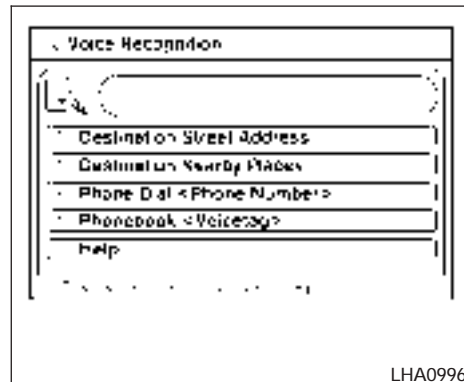 Voice Recognition
Destination Street Address
Destination Nearby Places
Phone Dial <Phone Number>
Phonebook <Voicetag>
Help
LHA0996